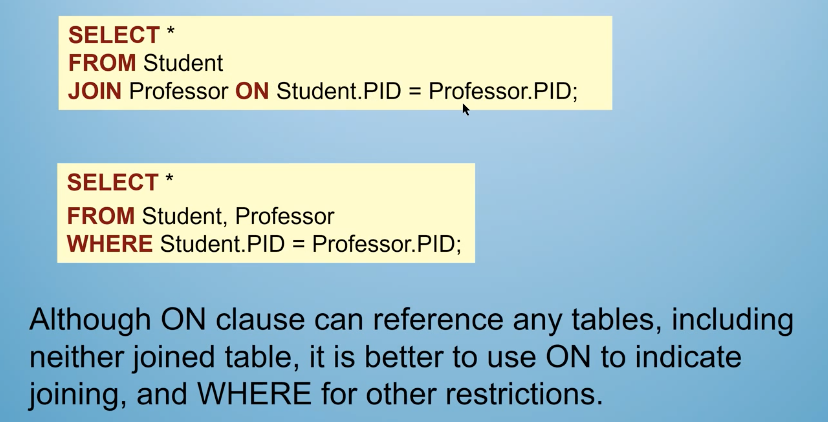 SELECT *
FROM Student
JOIN Professor ON Student.PID = Professor.PID;
SELECT *
FROM Student, Professor
WHERE Student.PID = Professor.PID;
Although ON clause can reference any tables, including
neither joined table, it is better to use ON to indicate
joining, and WHERE for other restrictions.